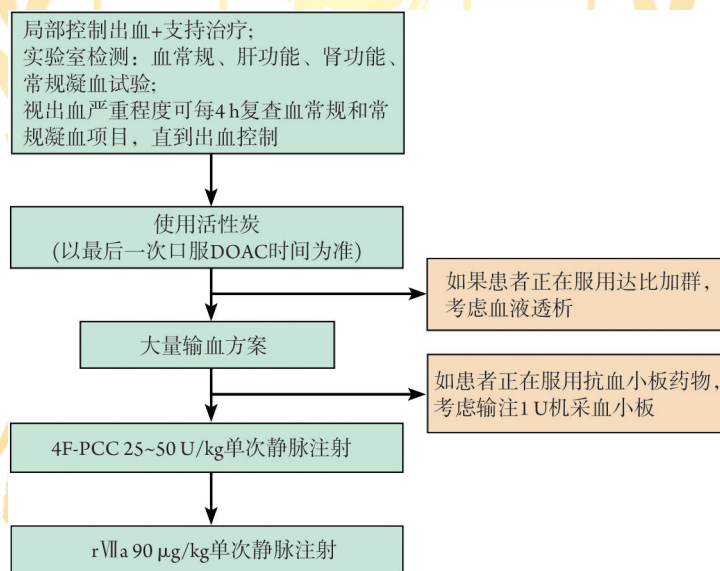 局部控制出血+支持治疗;
实验室检测：血常规、肝功能、肾功能、
常规凝血试验;
视出血严重程度可每4 h复查血常规和常
规凝血项目，直到出血控制
使用活性炭
(以最后一次口服DOAC时间为准)
如果患者正在服用达比加群，
考虑血液透析
大量输血方案
如患者正在服用抗血小板药物，
考虑输注1 U机采血小板
4F-PCC 25~50 U/kg单次静脉注射
rⅦa 90 μg/kg单次静脉注射